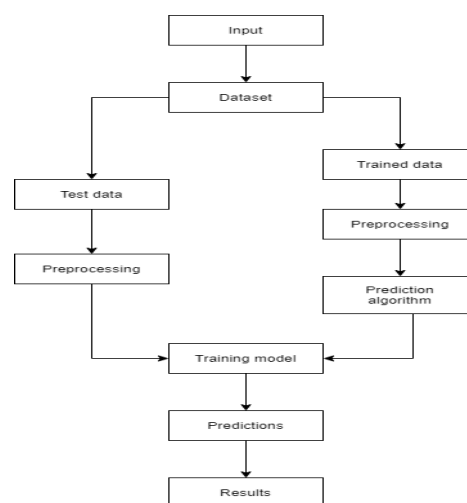 Input
Dataset
Trained data
Test data
Preprocessing
Preprocessing
Prediction
algorithm
Training model
Predictions
Results